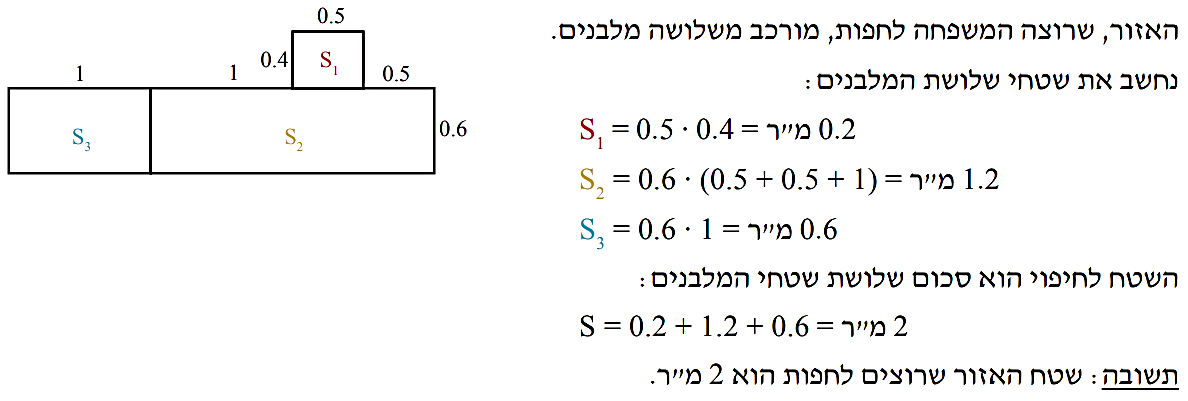 0.5
0.4
S₁
1
1
0.5
S₃
S₂
0.6
האזור, שרוצה המשפחה לחפות, מורכב משלושה מלבנים.
נחשב את שטחי שלושת המלבנים:
S₁ = 0.5 · 0.4 = 0.2 מ״ר
S₂ = 0.6 · (0.5 + 0.5 + 1) = 1.2 מ״ר
S₃ = 0.6 · 1 = 0.6 מ״ר
השטח לחיפוי הוא סכום שלושת שטחי המלבנים:
S = 0.2 + 1.2 + 0.6 = 2 מ״ר
תשובה: שטח האזור שרוצים לחפות הוא 2 מ״ר.